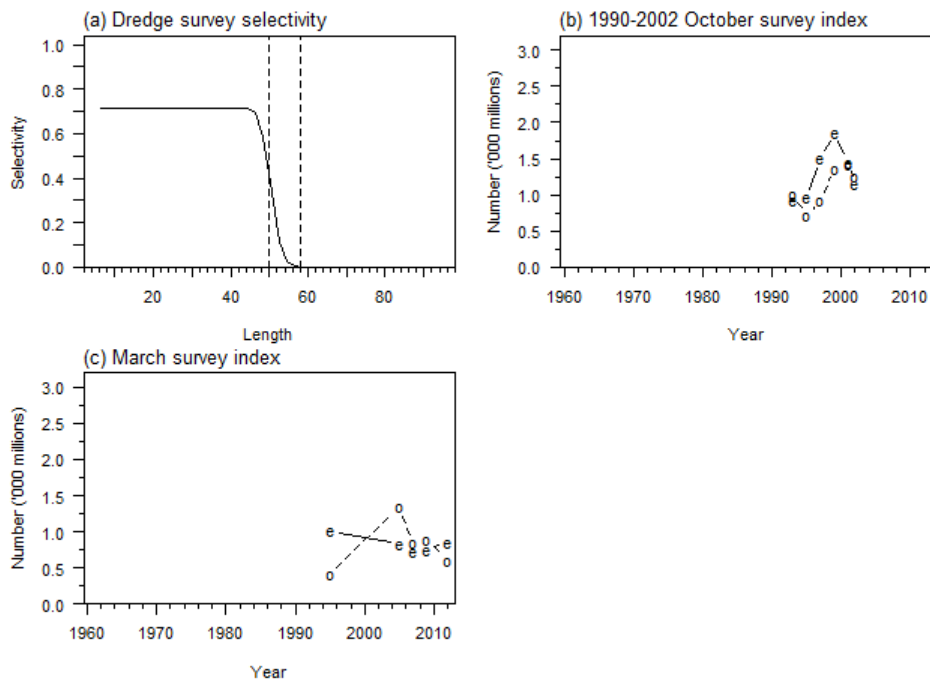 (a) Dredge survey selectivity
1.0
0.8
0.6
0.4
0.2
0.0
Selectivity
20 40 60 80
Length
(b) 1990-2002 October survey index
3.0
2.5
2.0
1.5
1.0
0.5
0.0
Number ('000 millions)
e
e
e
e
e
e
o
o
o
o
o
o
1960 1970 1980 1990 2000 2010
Year
(c) March survey index
3.0
2.5
2.0
1.5
1.0
0.5
0.0
Number ('000 millions)
e
e
e
e
e
o
o
o
o
o
1960 1970 1980 1990 2000 2010
Year